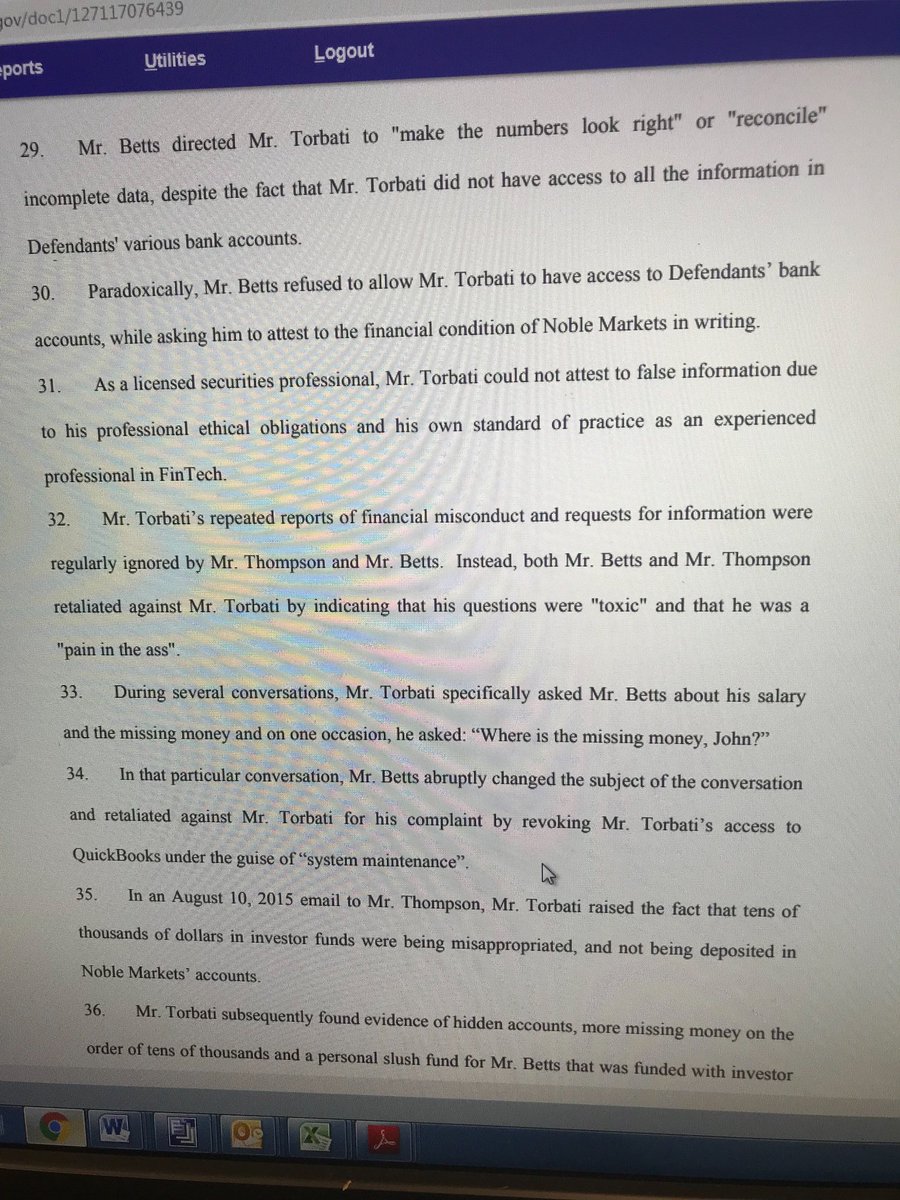 gov/doc1/127117076439
ports Utilities Logout
29. Mr. Betts directed Mr. Torbati to "make the numbers look right" or "reconcile"
incomplete data, despite the fact that Mr. Torbati did not have access to all the information in
Defendants' various bank accounts.
30. Paradoxically, Mr. Betts refused to allow Mr. Torbati to have access to Defendants’ bank
accounts, while asking him to attest to the financial condition of Noble Markets in writing.
31. As a licensed securities professional, Mr. Torbati could not attest to false information due
to his professional ethical obligations and his own standard of practice as an experienced
professional in FinTech.
32. Mr. Torbati’s repeated reports of financial misconduct and requests for information were
regularly ignored by Mr. Thompson and Mr. Betts. Instead, both Mr. Betts and Mr. Thompson
retaliated against Mr. Torbati by indicating that his questions were "toxic" and that he was a
"pain in the ass".
33. During several conversations, Mr. Torbati specifically asked Mr. Betts about his salary
and the missing money and on one occasion, he asked: “Where is the missing money, John?”
34. In that particular conversation, Mr. Betts abruptly changed the subject of the conversation
and retaliated against Mr. Torbati for his complaint by revoking Mr. Torbati’s access to
QuickBooks under the guise of “system maintenance”.
35. In an August 10, 2015 email to Mr. Thompson, Mr. Torbati raised the fact that tens of
thousands of dollars in investor funds were being misappropriated, and not being deposited in
Noble Markets’ accounts.
36. Mr. Torbati subsequently found evidence of hidden accounts, more missing money on the
order of tens of thousands and a personal slush fund for Mr. Betts that was funded with investor